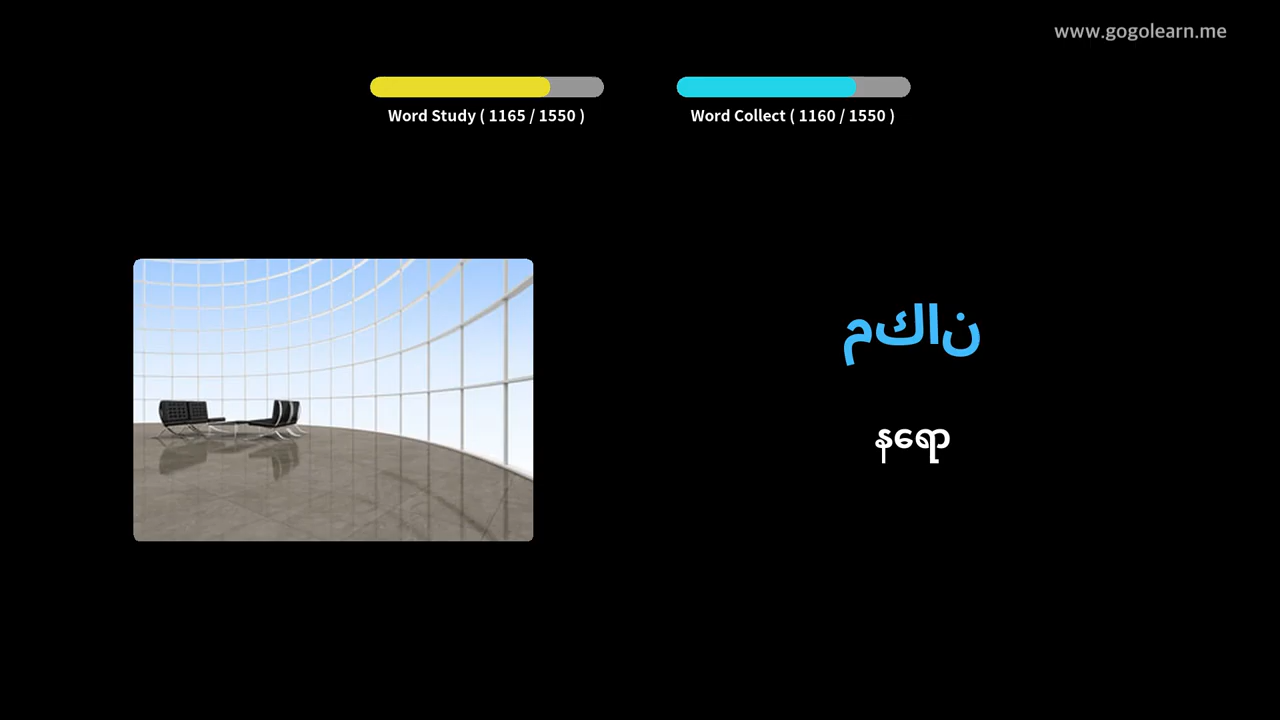 www.gogolearn.me
Word Study ( 1165 / 1550 )
Word Collect ( 1160 / 1550 )
مكان
နရော